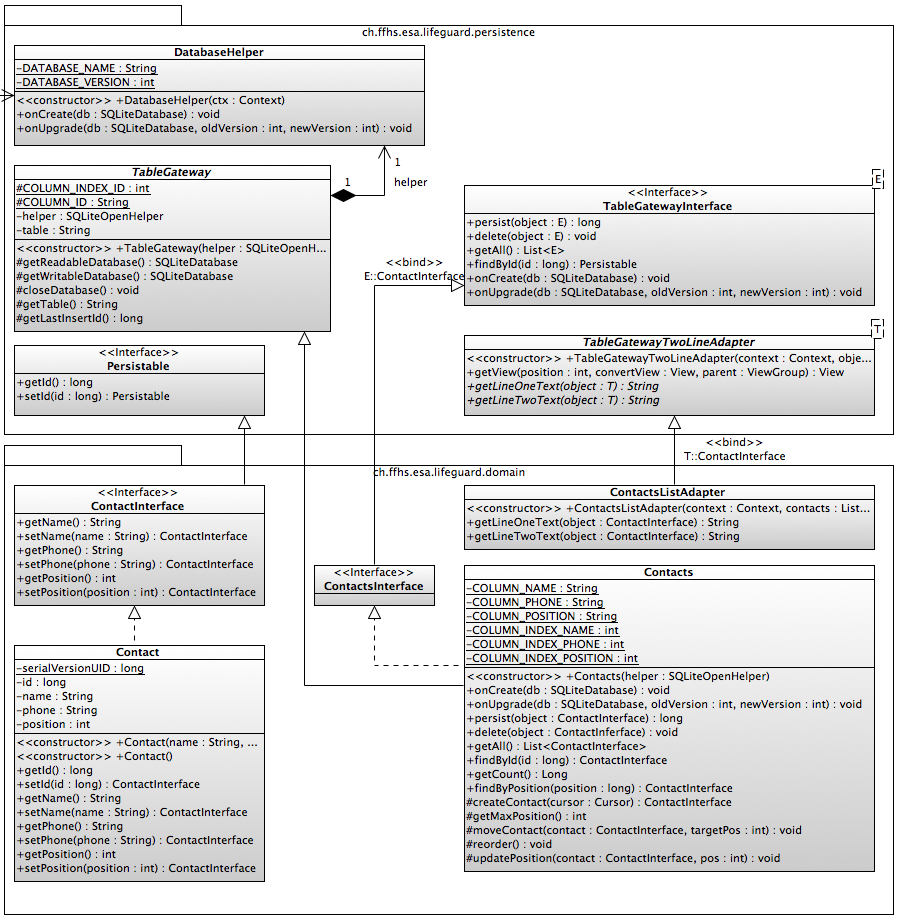 ch.ffhs.esa.lifeguard.persistence
DatabaseHelper
-DATABASE_NAME : String
-DATABASE_VERSION : int
<<constructor>> +DatabaseHelper(ctx : Context)
+onCreate(db : SQLiteDatabase) : void
+onUpgrade(db : SQLiteDatabase, oldVersion : int, newVersion : int) : void
TableGateway
#COLUMN_INDEX_ID : int
#COLUMN_ID : String
-helper : SQLiteOpenHelper
-table : String
<<constructor>> +TableGateway(helper : SQLiteOpenH...
#getReadableDatabase() : SQLiteDatabase
#getWritableDatabase() : SQLiteDatabase
#closeDatabase() : void
#getTable() : String
#getLastInsertId() : long
1
1
helper
E
<<Interface>>
TableGatewayInterface
+persist(object : E) : long
+delete(object : E) : void
+getAll() : List<E>
+findById(id : long) : Persistable
+onCreate(db : SQLiteDatabase) : void
+onUpgrade(db : SQLiteDatabase, oldVersion : int, newVersion : int) : void
<<bind>>
E::ContactInterface
<<Interface>>
Persistable
+getId() : long
+setId(id : long) : Persistable
T
TableGatewayTwoLineAdapter
<<constructor>> +TableGatewayTwoLineAdapter(context : Context, obje...
+getView(position : int, convertView : View, parent : ViewGroup) : View
+getLineOneText(object : T) : String
+getLineTwoText(object : T) : String
<<bind>>
T::ContactInterface
ch.ffhs.esa.lifeguard.domain
<<Interface>>
ContactInterface
+getName() : String
+setName(name : String) : ContactInterface
+getPhone() : String
+setPhone(phone : String) : ContactInterface
+getPosition() : int
+setPosition(position : int) : ContactInterface
ContactsListAdapter
<<constructor>> +ContactsListAdapter(context : Context, contacts : List...
+getLineOneText(object : ContactInterface) : String
+getLineTwoText(object : ContactInterface) : String
<<Interface>>
ContactsInterface
Contact
-serialVersionUID : long
-id : long
-name : String
-phone : String
-position : int
<<constructor>> +Contact(name : String, ...
<<constructor>> +Contact()
+getId() : long
+setId(id : long) : ContactInterface
+getName() : String
+setName(name : String) : ContactInterface
+getPhone() : String
+setPhone(phone : String) : ContactInterface
+getPosition() : int
+setPosition(position : int) : ContactInterface
Contacts
-COLUMN_NAME : String
-COLUMN_PHONE : String
-COLUMN_POSITION : String
-COLUMN_INDEX_NAME : int
-COLUMN_INDEX_PHONE : int
-COLUMN_INDEX_POSITION : int
<<constructor>> +Contacts(helper : SQLiteOpenHelper)
+onCreate(db : SQLiteDatabase) : void
+onUpgrade(db : SQLiteDatabase, oldVersion : int, newVersion : int) : void
+persist(object : ContactInterface) : long
+delete(object : ContactInferface) : void
+getAll() : List<ContactInterface>
+findById(id : long) : ContactInterface
+getCount() : Long
+findByPosition(position : long) : ContactInterface
#createContact(cursor : Cursor) : ContactInterface
#getMaxPosition() : int
#moveContact(contact : ContactInterface, targetPos : int) : void
#reorder() : void
#updatePosition(contact : ContactInterface, pos : int) : void